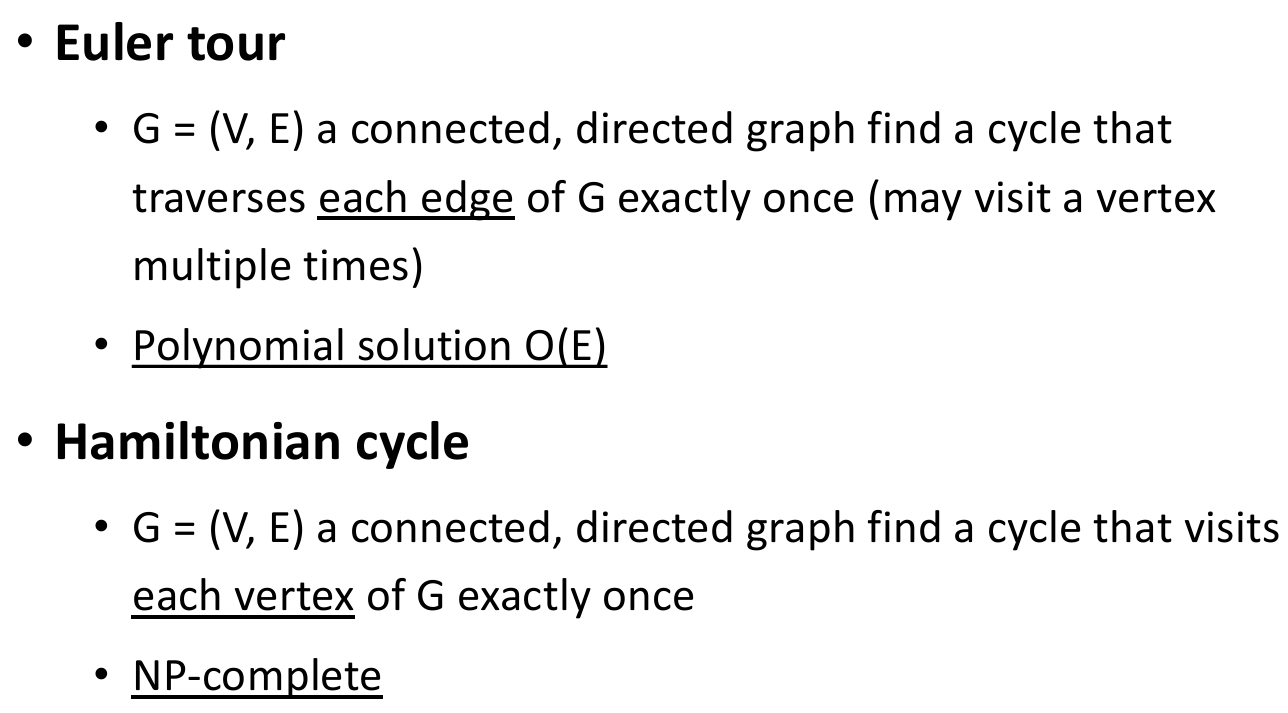 • Euler tour
• G = (V, E) a connected, directed graph find a cycle that
traverses each edge of G exactly once (may visit a vertex
multiple times)
• Polynomial solution O(E)
• Hamiltonian cycle
• G = (V, E) a connected, directed graph find a cycle that visits
each vertex of G exactly once
• NP-complete